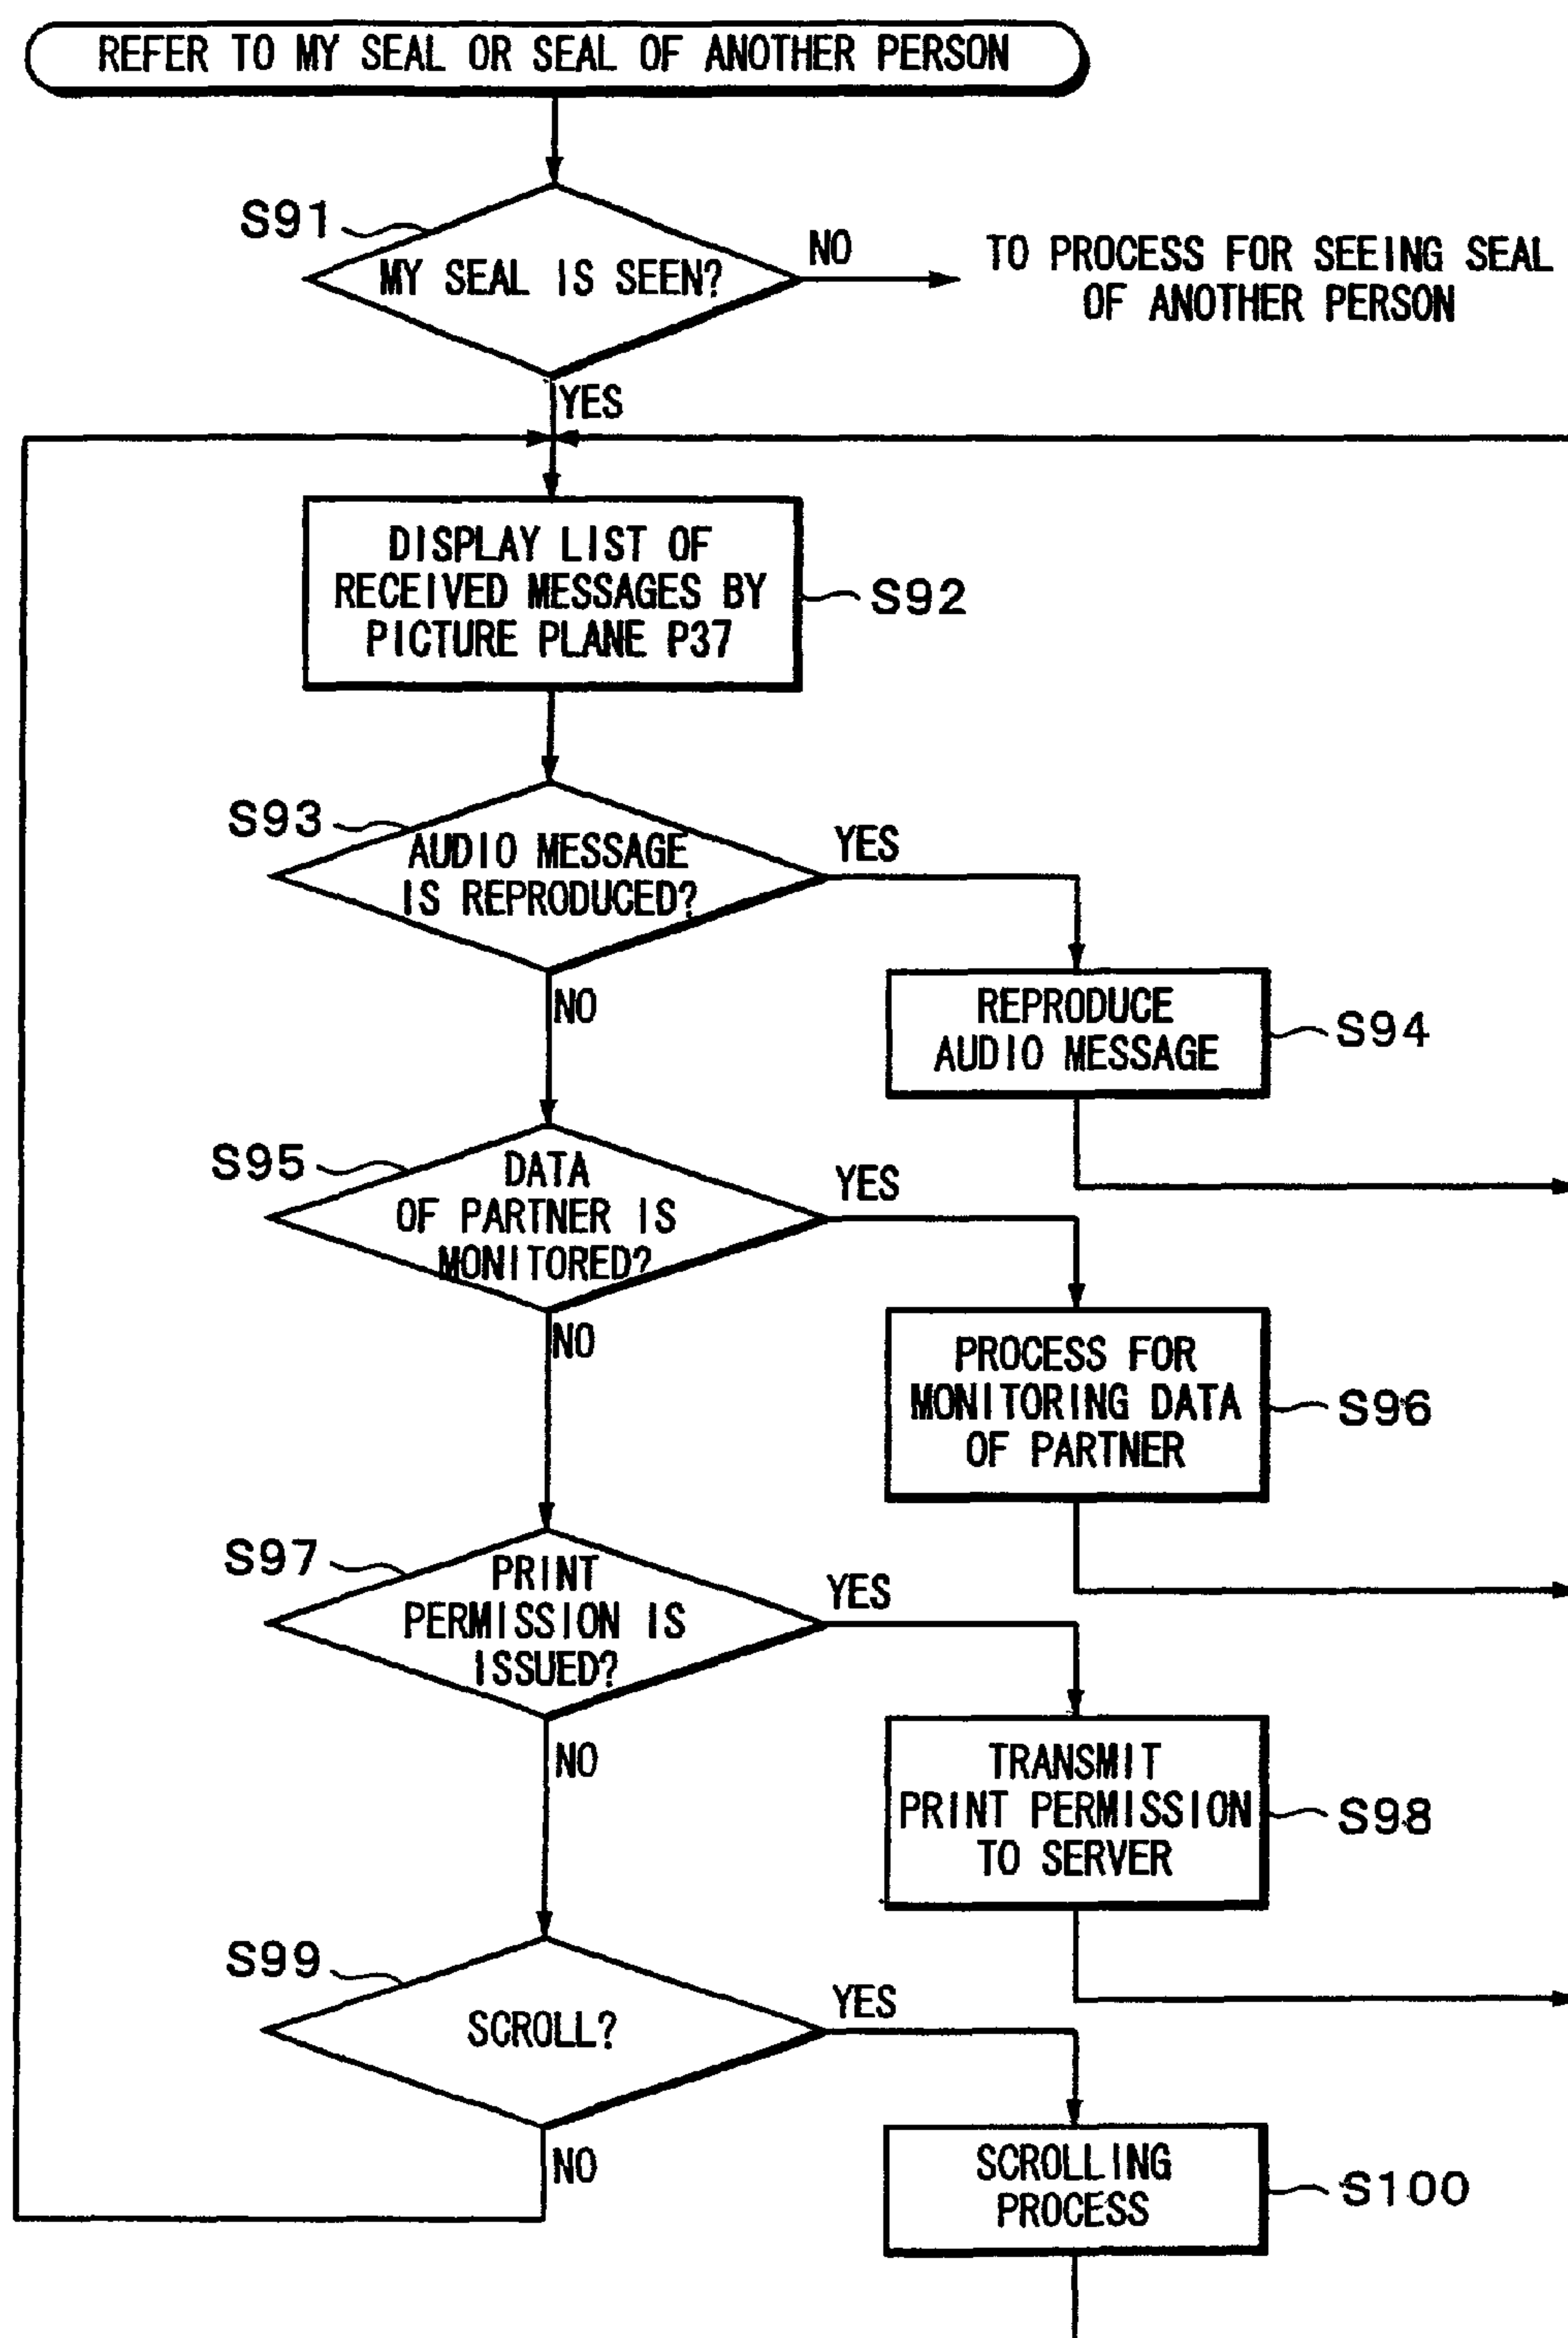 REFER TO MY SEAL OR SEAL OF ANOTHER PERSON
S91
MY SEAL IS SEEN?
NO
TO PROCESS FOR SEEING SEAL
OF ANOTHER PERSON
YES
DISPLAY LIST OF
RECEIVED MESSAGES BY
PICTURE PLANE P37
S92
S93
AUDIO MESSAGE
IS REPRODUCED?
YES
NO
REPRODUCE
AUDIO MESSAGE
S94
S95
DATA
OF PARTNER IS
MONITORED?
YES
NO
PROCESS FOR
MONITORING DATA
OF PARTNER
S96
S97
PRINT
PERMISSION IS
ISSUED?
YES
NO
TRANSMIT
PRINT PERMISSION
TO SERVER
S98
S99
SCROLL?
YES
NO
SCROLLING
PROCESS
S100